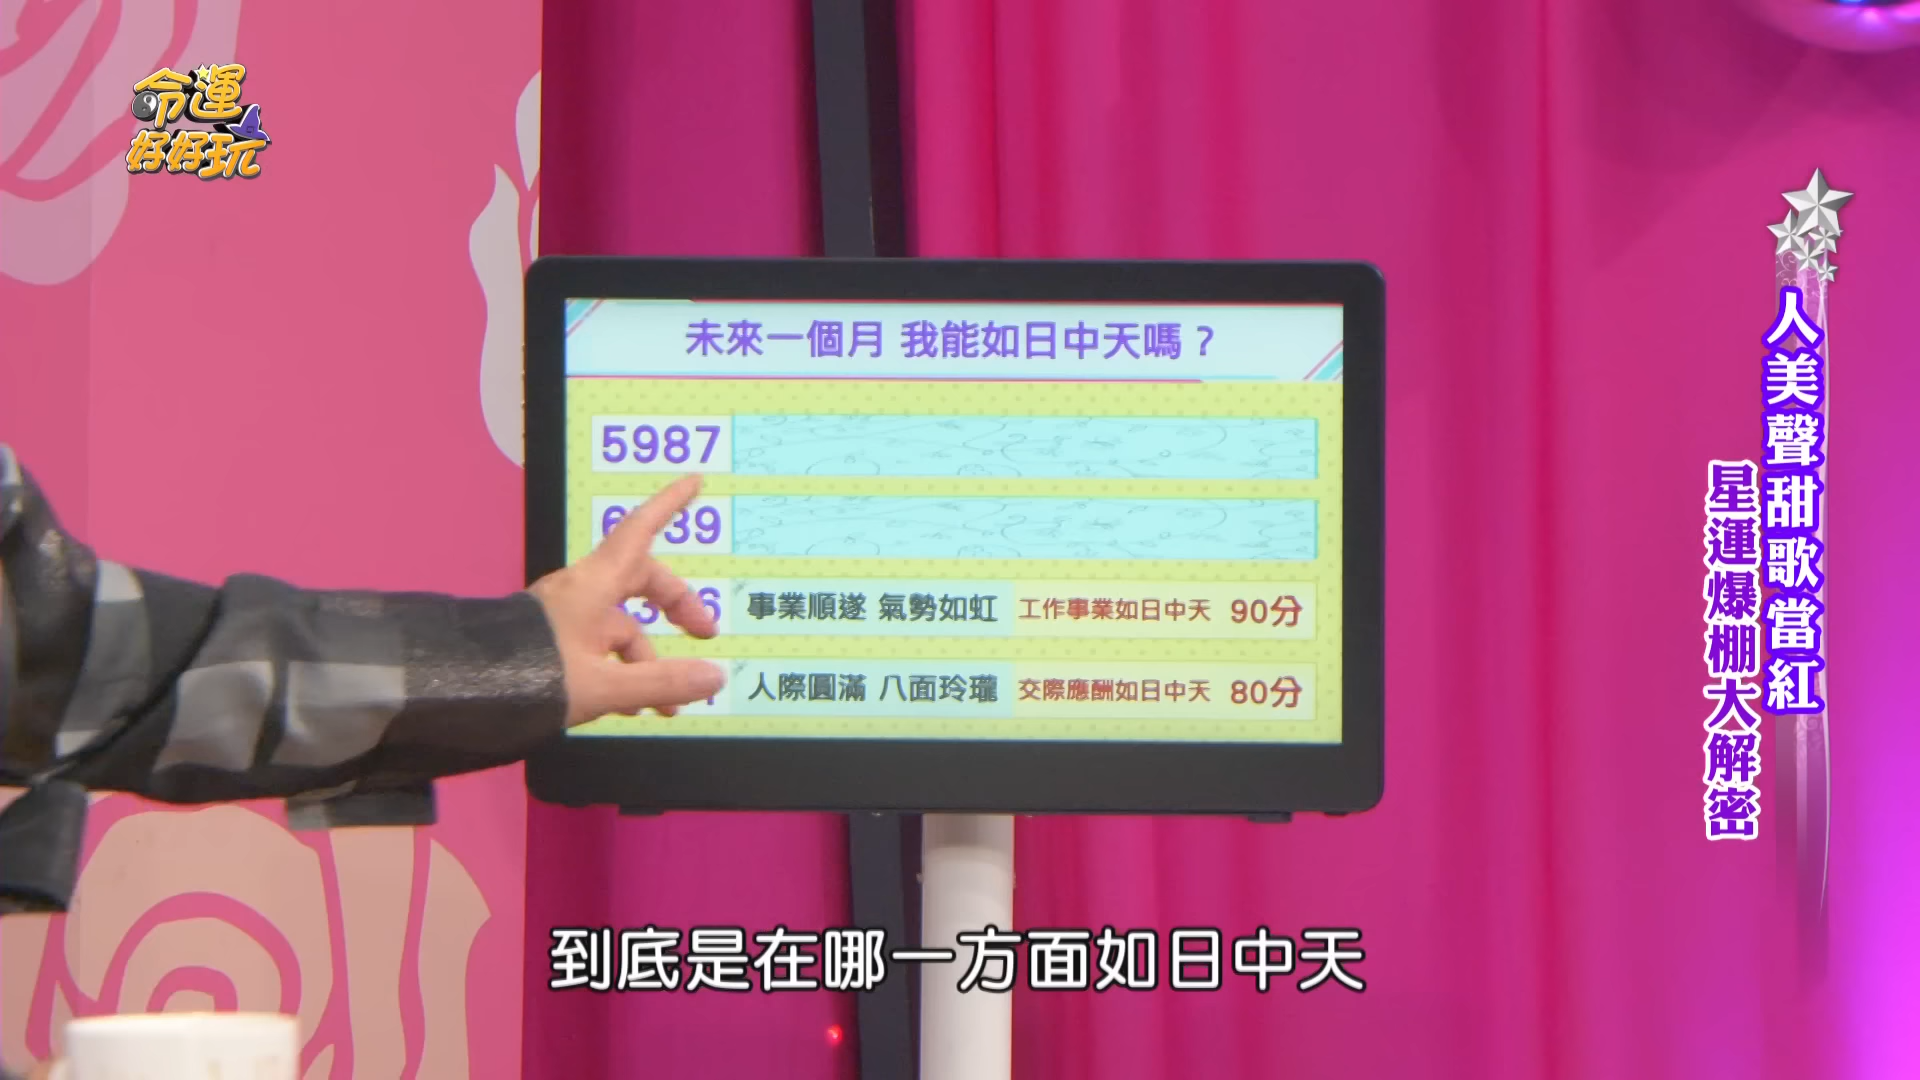 命運
好好玩
未來一個月 我能如日中天嗎？
5987
事業順遂 氣勢如虹 工作事業如日中天 90分
人際圓滿 八面玲瓏 交際應酬如日中天 80分
人美聲甜歌當紅
星運爆棚大解密
到底是在哪一方面如日中天